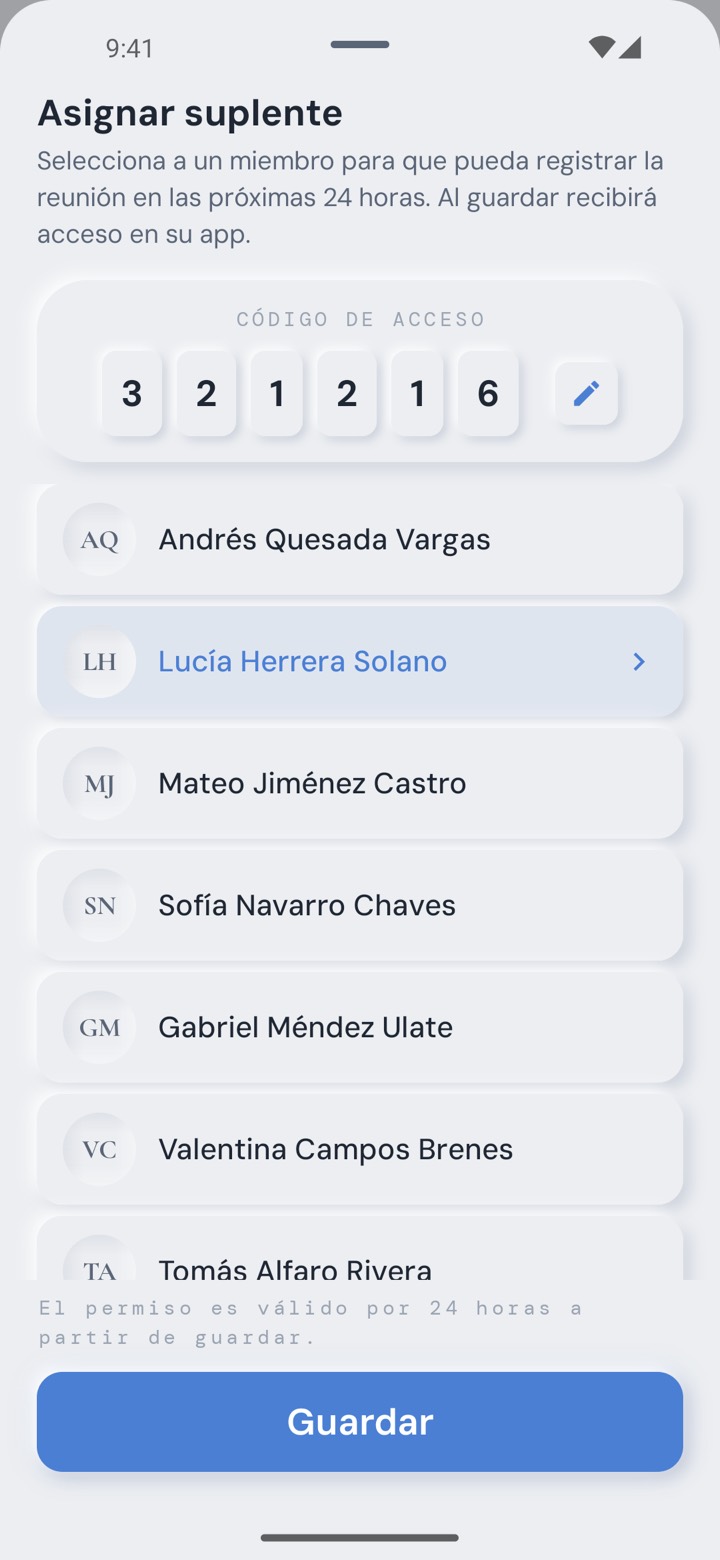 9:41
Asignar suplente
Selecciona a un miembro para que pueda registrar la
reunión en las próximas 24 horas. Al guardar recibirá
acceso en su app.
CÓDIGO DE ACCESO
3 2 1 2 1 6
AQ Andrés Quesada Vargas
LH Lucía Herrera Solano
MJ Mateo Jiménez Castro
SN Sofía Navarro Chaves
GM Gabriel Méndez Ulate
VC Valentina Campos Brenes
TA Tomás Alfaro Rivera
El permiso es válido por 24 horas a
partir de guardar.
Guardar